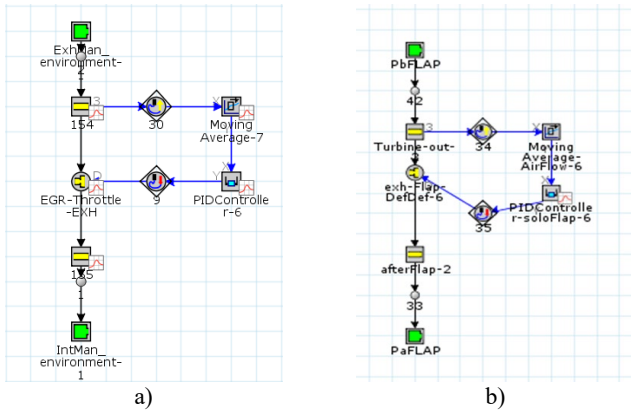 Exhman_
environment-
2
3
154
30
X
Moving
Average-7
X
D
EGR-Throttle
-EXH
9
Y
PIDControlle
r-6
1
IntMan_
environment-
1
a)
PbFLAP
42
3
Turbine-out-
34
Moving
Average-
AirFlow-6
exh-Flap-
DefDef-6
PIDControlle
r-soloFlap-6
35
afterFlap-2
33
PaFLAP
b)